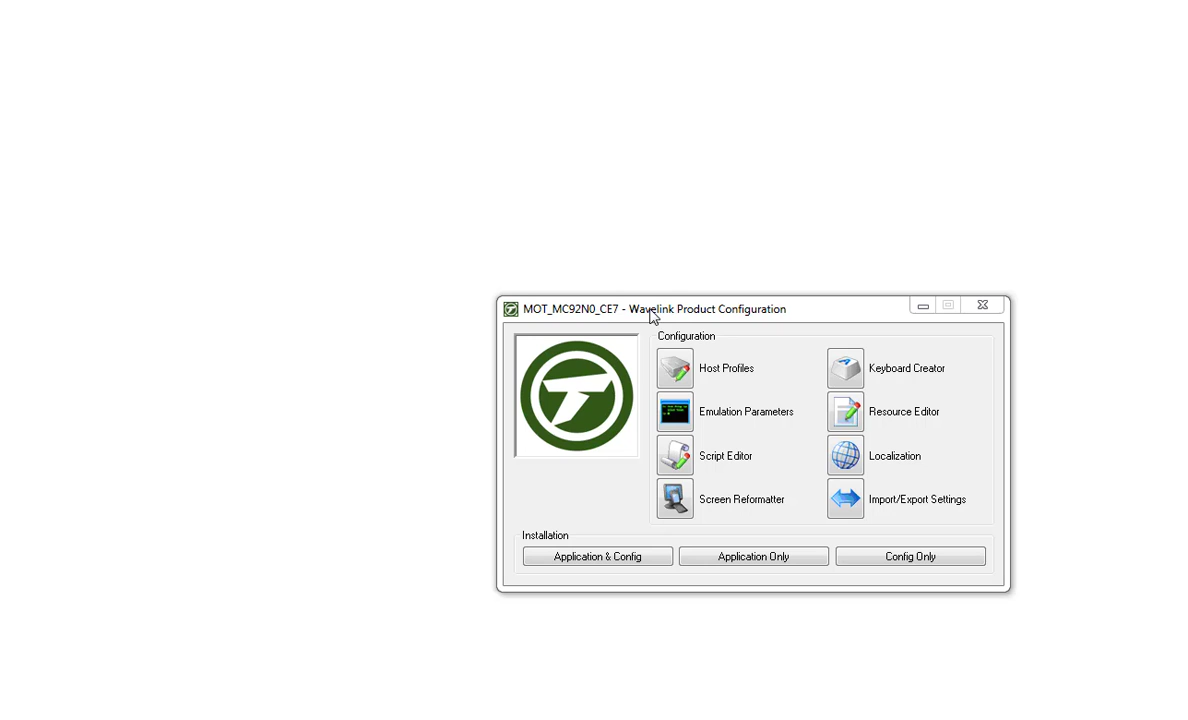 MOT_MC92N0_CE7 - Wavelink Product Configuration
Configuration
Host Profiles
Keyboard Creator
Emulation Parameters
Resource Editor
Script Editor
Localization
Screen Reformatter
Import/Export Settings
Installation
Application & Config
Application Only
Config Only